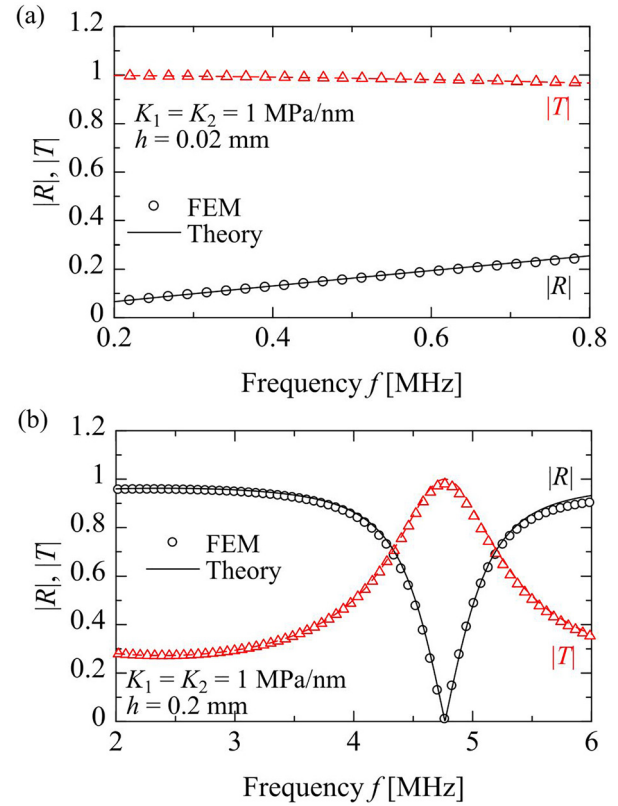 (a)
1.2
1
0.8
0.6
0.4
0.2
0
|R|, |T|
|T|
K₁ = K₂ = 1 MPa/nm
h = 0.02 mm
FEM
Theory
|R|
0.2 0.4 0.6 0.8
Frequency f [MHz]
(b)
1.2
1
0.8
0.6
0.4
0.2
0
|R|, |T|
|R|
FEM
Theory
|T|
K₁ = K₂ = 1 MPa/nm
h = 0.2 mm
2 3 4 5 6
Frequency f [MHz]